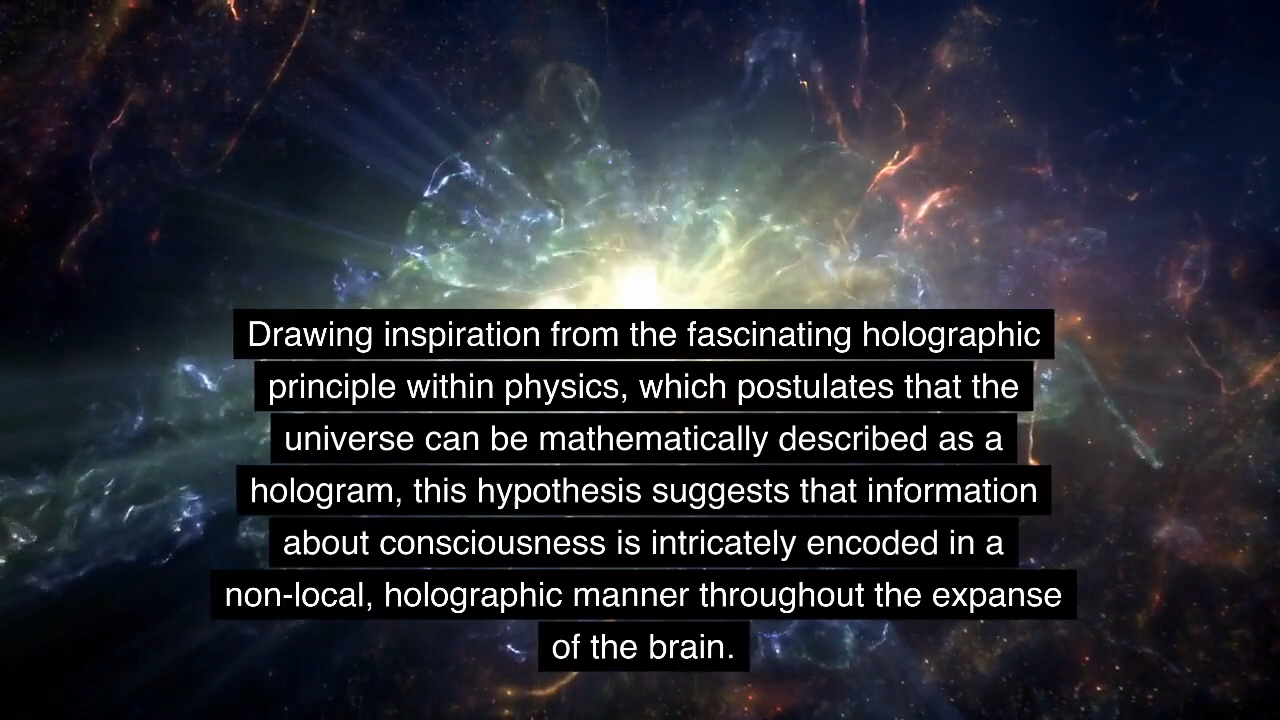 Drawing inspiration from the fascinating holographic
principle within physics, which postulates that the
universe can be mathematically described as a
hologram, this hypothesis suggests that information
about consciousness is intricately encoded in a
non-local, holographic manner throughout the expanse
of the brain.